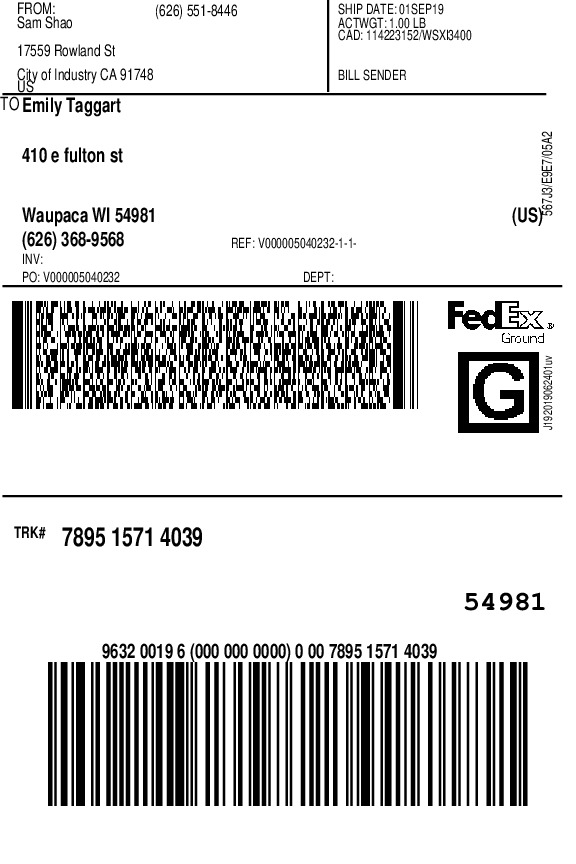 FROM: (626) 551-8446
Sam Shao
17559 Rowland St
City of Industry CA 91748
US
SHIP DATE: 01SEP19
ACTWGT: 1.00 LB
CAD: 114223152/WSXI3400
BILL SENDER
TO Emily Taggart
410 e fulton st
Waupaca WI 54981 (US)
(626) 368-9568 REF: V000005040232-1-1-
INV:
PO: V000005040232 DEPT:
567J3/E9E7/05A2
FedEx®
Ground
G
J192019062401uv
TRK# 7895 1571 4039
54981
9632 0019 6 (000 000 0000) 0 00 7895 1571 4039